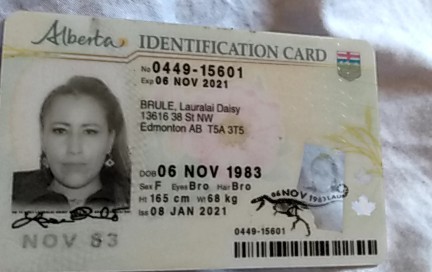 Alberta IDENTIFICATION CARD
No 0449-15601
Exp 06 NOV 2021
BRULE, Lauralai Daisy
13616 38 St NW
Edmonton AB T5A 3T5
DOB 06 NOV 1983
Sex F Eyes Bro Hair Bro
Ht 165 cm Wt 68 kg
Iss 08 JAN 2021
06 NOV 1983
NOV 83
0449-15601